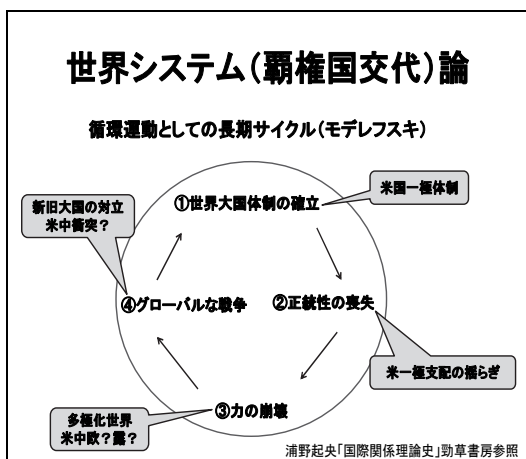 世界システム(覇権国交代)論
循環運動としての長期サイクル(モデレフスキ)
①世界大国体制の確立
米国一極体制
新旧大国の対立
米中衝突?
④グローバルな戦争
②正統性の喪失
米一極支配の揺らぎ
③力の崩壊
多極化世界
米中欧?露?
浦野起央「国際関係理論史」勁草書房参照